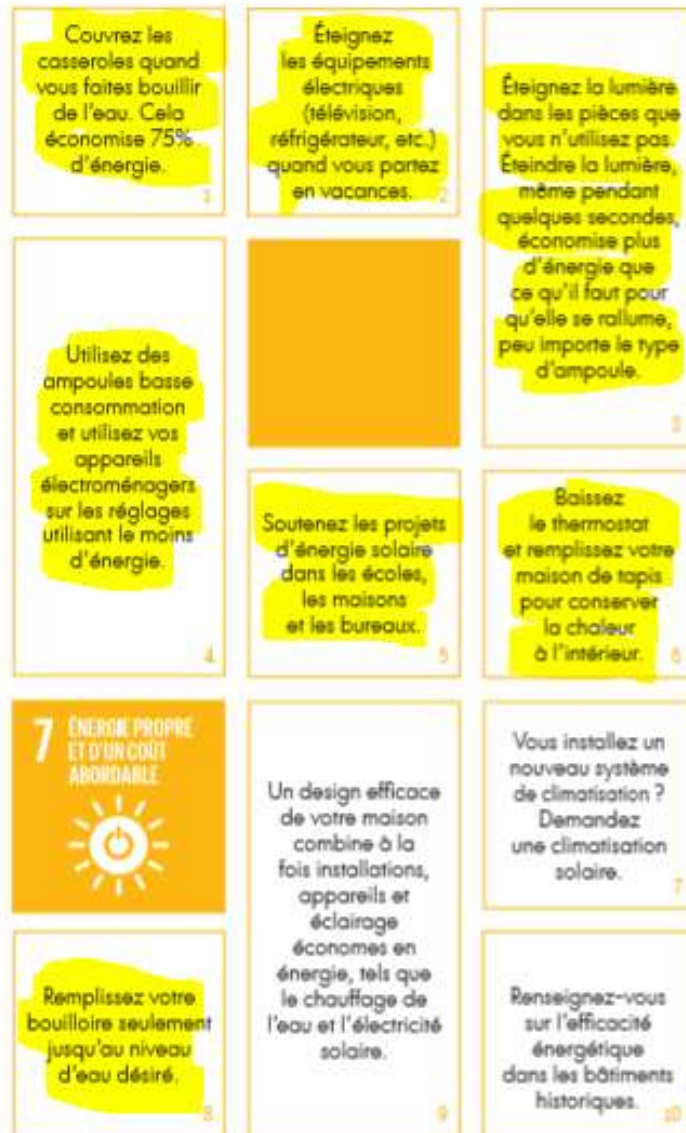 Couvrez les
casseroles quand
vous faites bouillir
de l'eau. Cela
économise 75%
d'énergie.
1
Éteignez
les équipements
électriques
(télévision,
réfrigérateur, etc.)
quand vous partez
en vacances.
2
Éteignez la lumière
dans les pièces que
vous n'utilisez pas.
Éteindre la lumière,
même pendant
quelques secondes,
économise plus
d'énergie que
ce qu'il faut pour
qu'elle se rallume,
peu importe le type
d'ampoule.
3
Utilisez des
ampoules basse
consommation
et utilisez vos
appareils
électroménagers
sur les réglages
utilisant le moins
d'énergie.
4
Soutenez les projets
d'énergie solaire
dans les écoles,
les maisons
et les bureaux.
5
Baissez
le thermostat
et remplissez votre
maison de tapis
pour conserver
la chaleur
à l'intérieur.
6
7 ÉNERGIE PROPRE
ET D'UN COÛT
ABORDABLE
Un design efficace
de votre maison
combine à la
fois installations,
appareils et
éclairage
économes en
énergie, tels que
le chauffage de
l'eau et l'électricité
solaire.
9
Vous installez un
nouveau système
de climatisation ?
Demandez
une climatisation
solaire.
7
Remplissez votre
bouilloire seulement
jusqu'au niveau
d'eau désiré.
8
Renseignez-vous
sur l'efficacité
énergétique
dans les bâtiments
historiques.
10